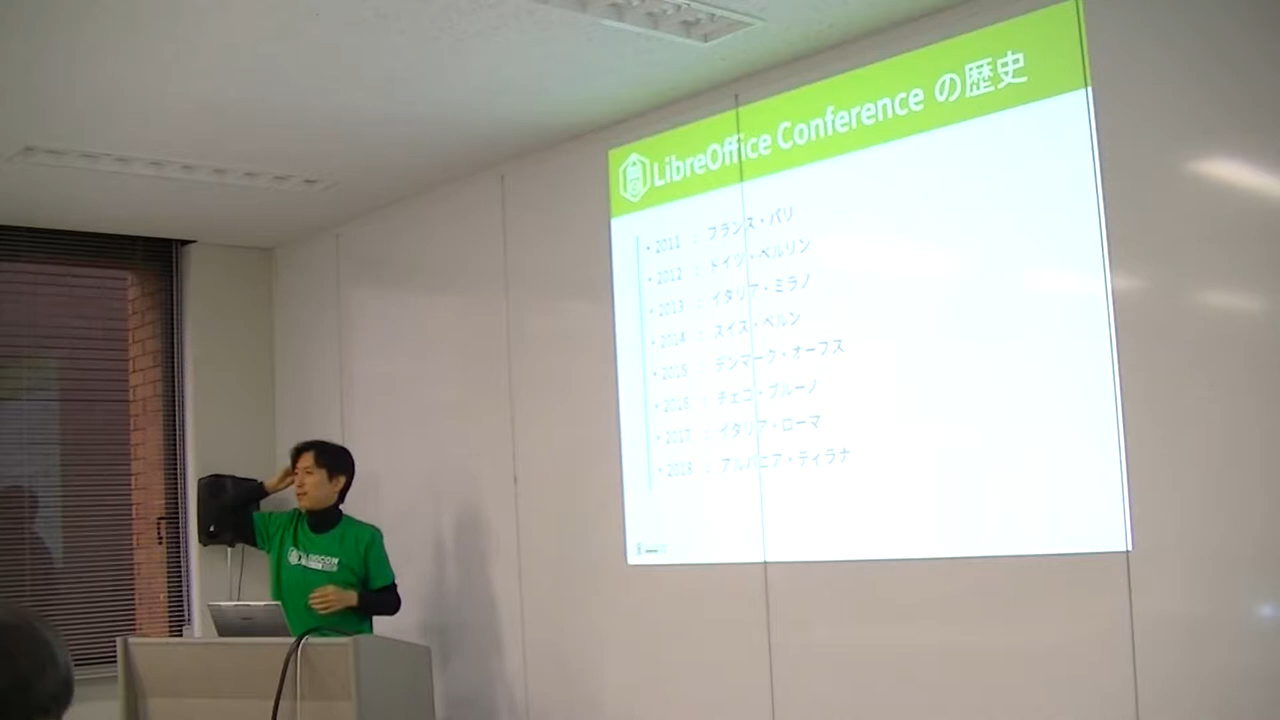 LibreOffice Conference の歴史
• 2011 : フランス・パリ
• 2012 : ドイツ・ベルリン
• 2013 : イタリア・ミラノ
• 2014 : スイス・ベルン
• 2015 : デンマーク・オーフス
• 2016 : チェコ・ブルーノ
• 2017 : イタリア・ローマ
• 2018 : アルバニア・ティラナ